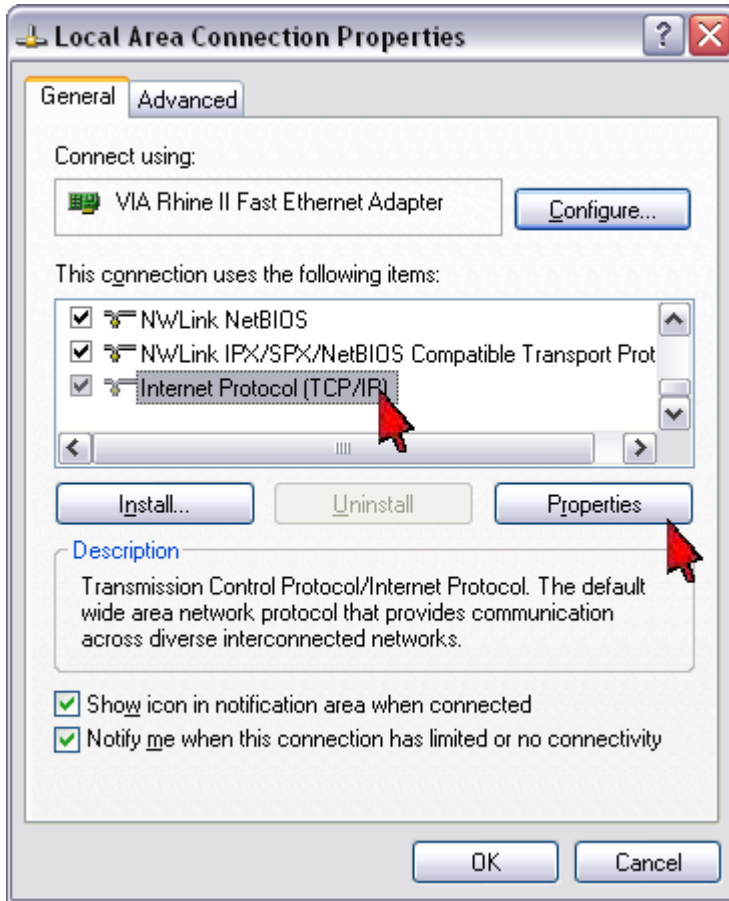 Local Area Connection Properties
General
Advanced
Connect using:
VIA Rhine II Fast Ethernet Adapter
Configure...
This connection uses the following items:
NWLink NetBIOS
NWLink IPX/SPX/NetBIOS Compatible Transport Prot
Internet Protocol (TCP/IP)
Install...
Uninstall
Properties
Description
Transmission Control Protocol/Internet Protocol. The default
wide area network protocol that provides communication
across diverse interconnected networks.
Show icon in notification area when connected
Notify me when this connection has limited or no connectivity
OK
Cancel